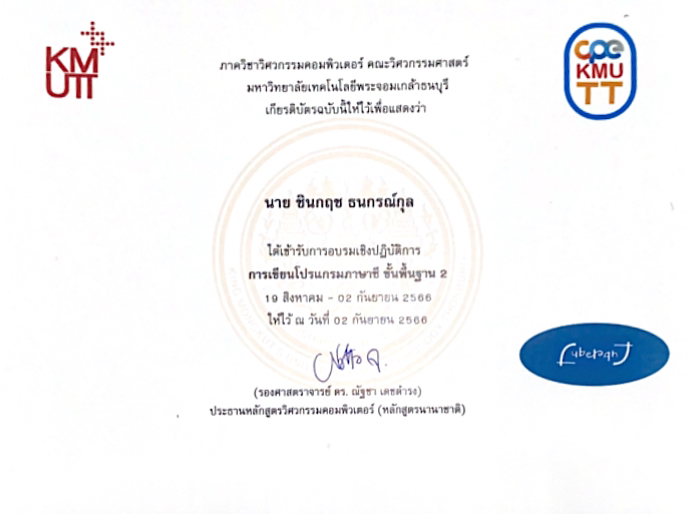 KM
UTT
cpe
KMU
TT
ภาควิชาวิศวกรรมคอมพิวเตอร์ คณะวิศวกรรมศาสตร์
มหาวิทยาลัยเทคโนโลยีพระจอมเกล้าธนบุรี
เกียรติบัตรฉบับนี้ให้ไว้เพื่อแสดงว่า
นาย ชินกฤช ธนกรณ์กุล
ได้เข้ารับการอบรมเชิงปฏิบัติการ
การเขียนโปรแกรมภาษาซี ขั้นพื้นฐาน 2
19 สิงหาคม - 02 กันยายน 2566
ให้ไว้ ณ วันที่ 02 กันยายน 2566
(รองศาสตราจารย์ ดร. ณัฐชา เดชดำรง)
ประธานหลักสูตรวิศวกรรมคอมพิวเตอร์ (หลักสูตรนานาชาติ)